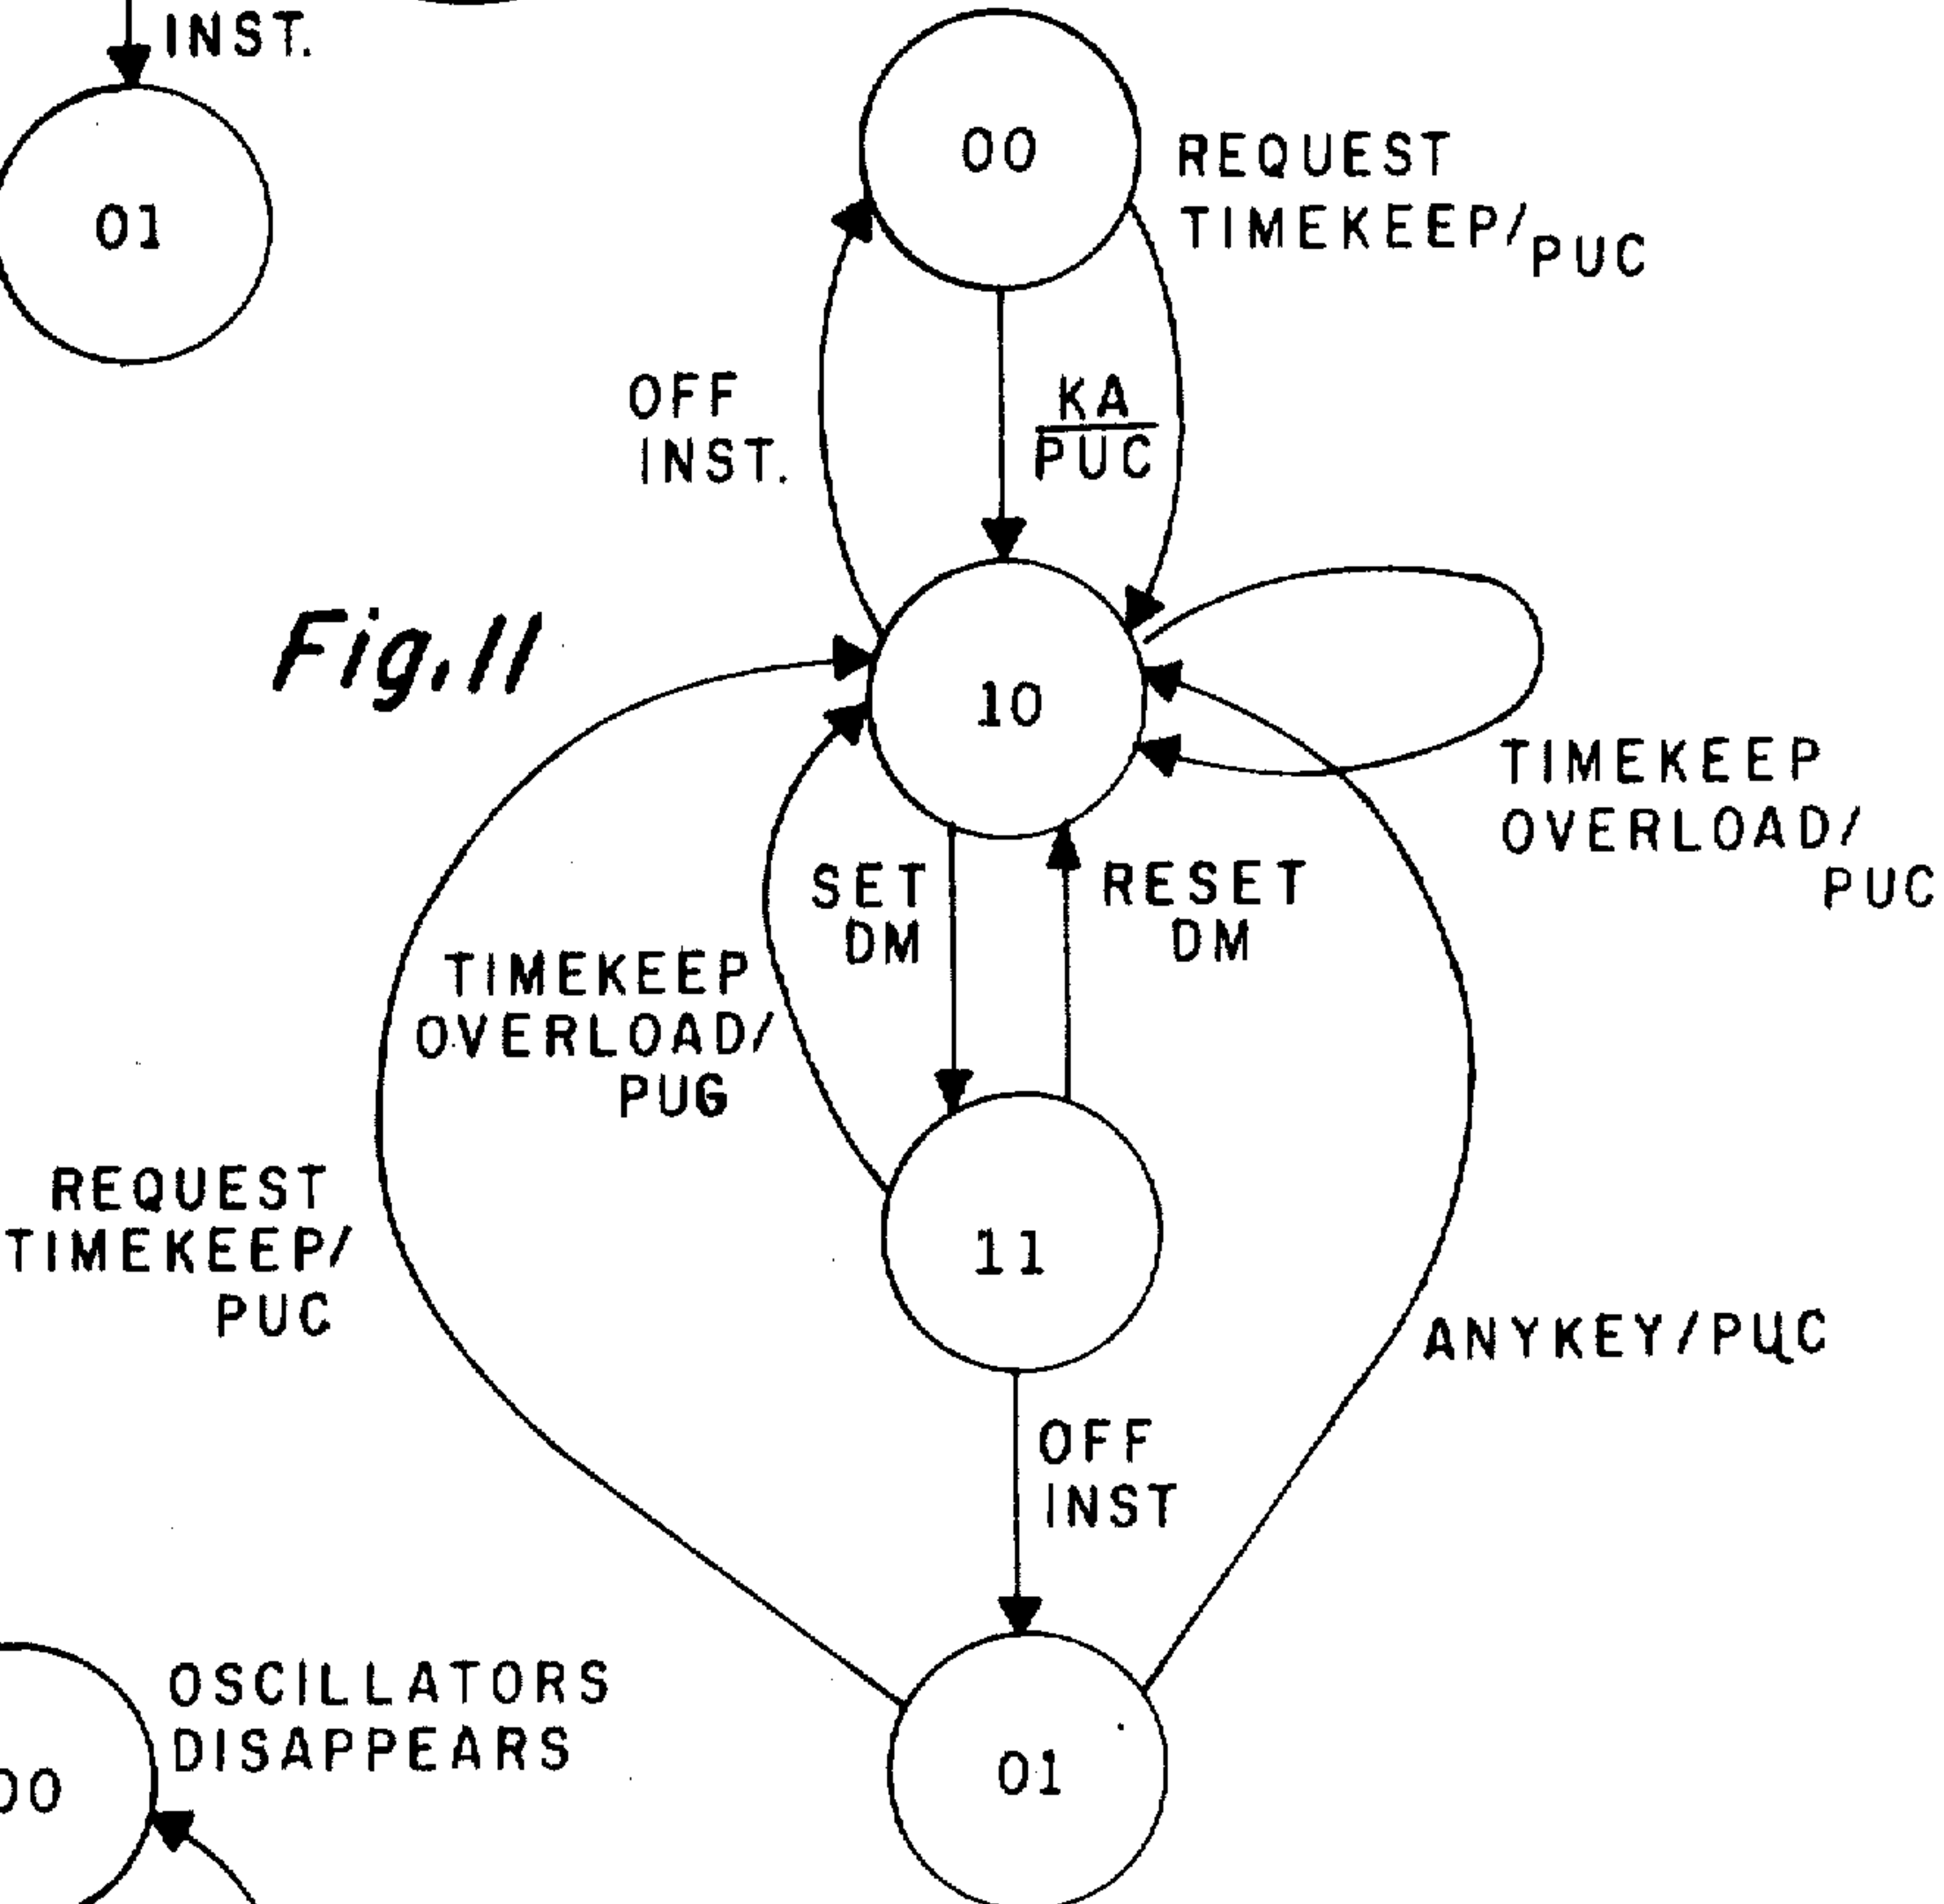 INST.
01
00
REQUEST
TIMEKEEP/PUC
OFF
INST.
KA
PUC
Fig. 11
10
TIMEKEEP
OVERLOAD/
PUC
SET
DM
RESET
DM
TIMEKEEP
OVERLOAD/
PUG
REQUEST
TIMEKEEP/
PUC
11
ANYKEY/PUC
OFF
INST
OSCILLATORS
DISAPPEARS
00
01